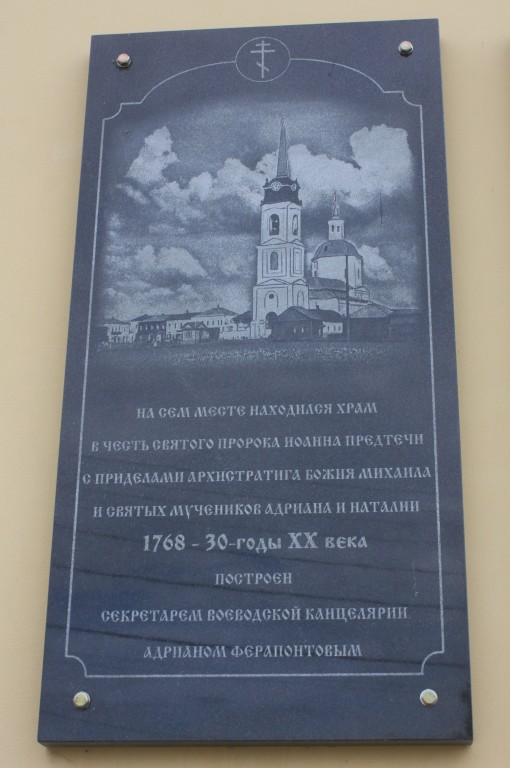 НА СЕМ МЕСТЕ НАХОДИЛСЯ ХРАМ
В ЧЕСТЬ СВЯТОГО ПРОРОКА ИОАННА ПРЕДТЕЧИ
С ПРИДЕЛАМИ АРХИСТРАТИГА БОЖИЯ МИХАИЛА
И СВЯТЫХ МУЧЕНИКОВ АДРИАНА И НАТАЛИИ
1768 - 30-ГОДЫ XX ВЕКА
ПОСТРОЕН
СЕКРЕТАРЕМ ВОЕВОДСКОЙ КАНЦЕЛЯРИИ
АДРИАНОМ ФЕРАПОНТОВЫМ